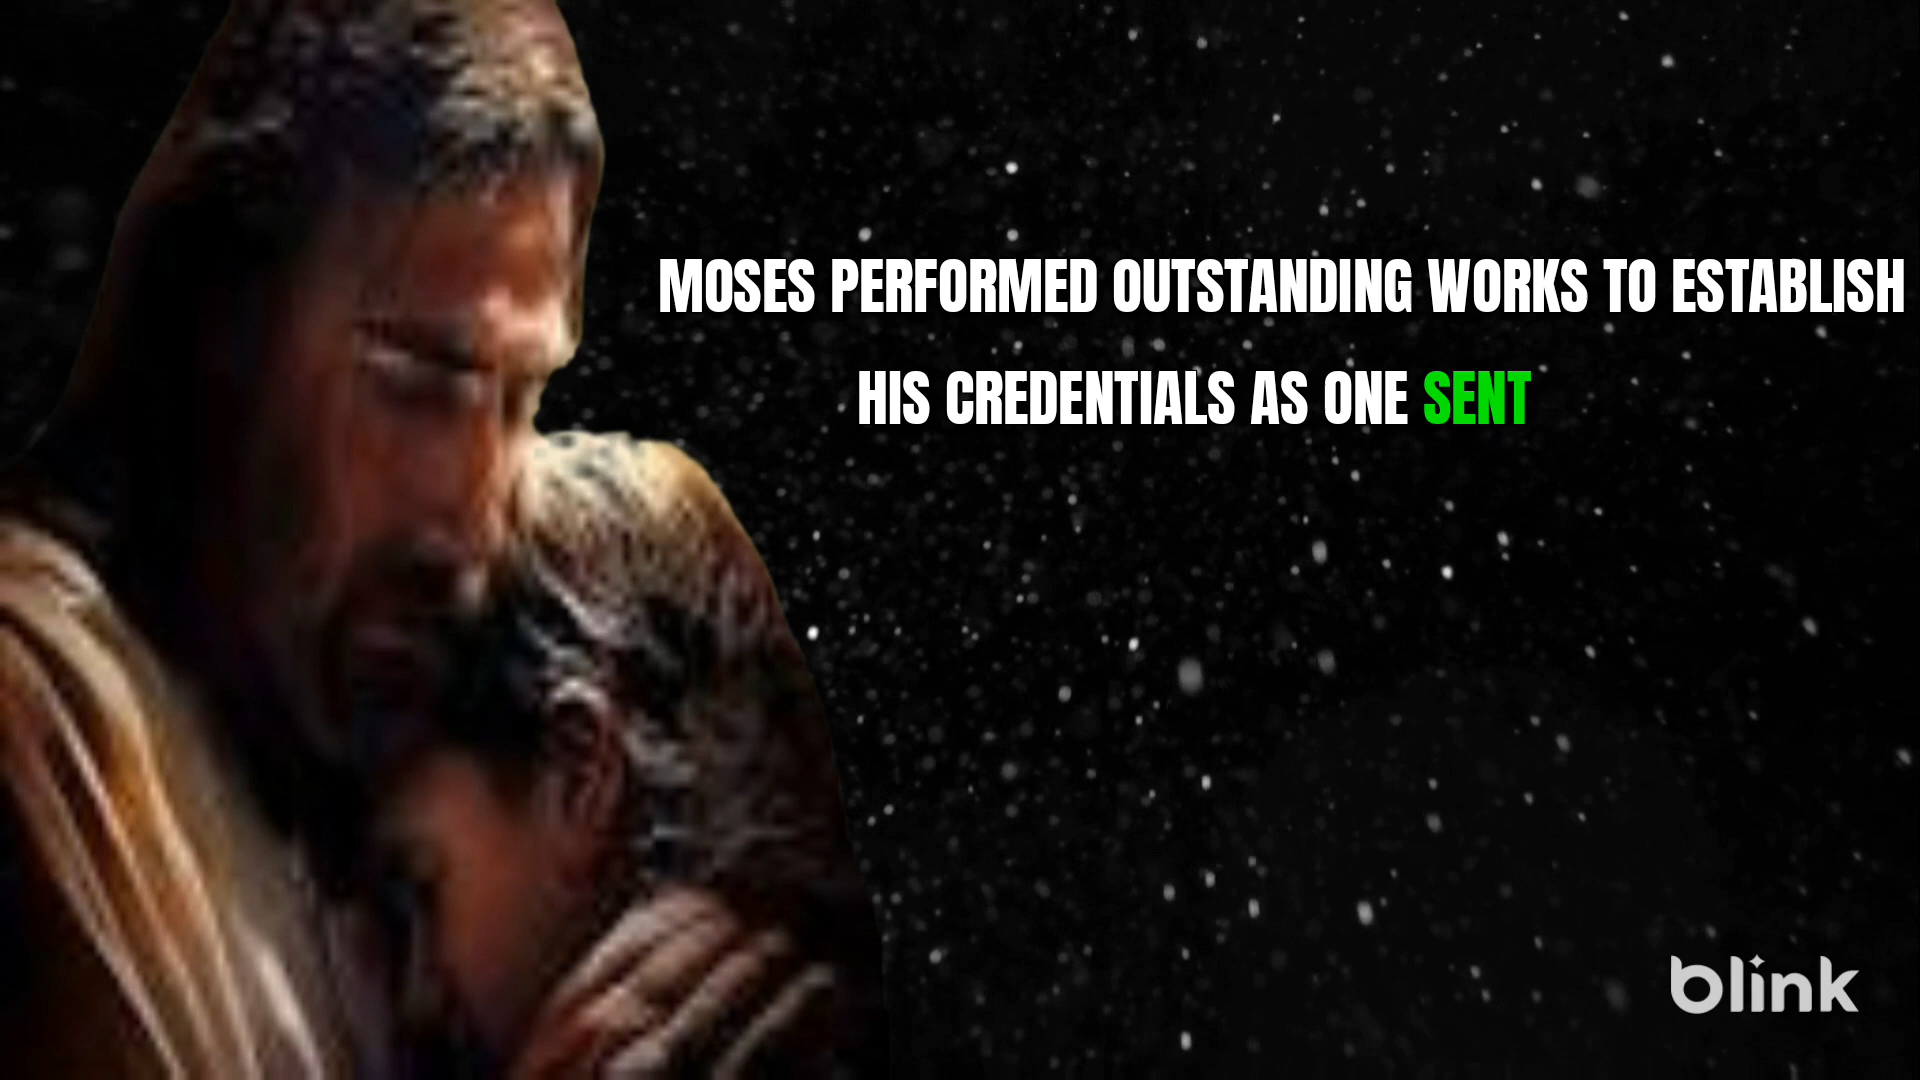 MOSES PERFORMED OUTSTANDING WORKS TO ESTABLISH
HIS CREDENTIALS AS ONE SENT
blink